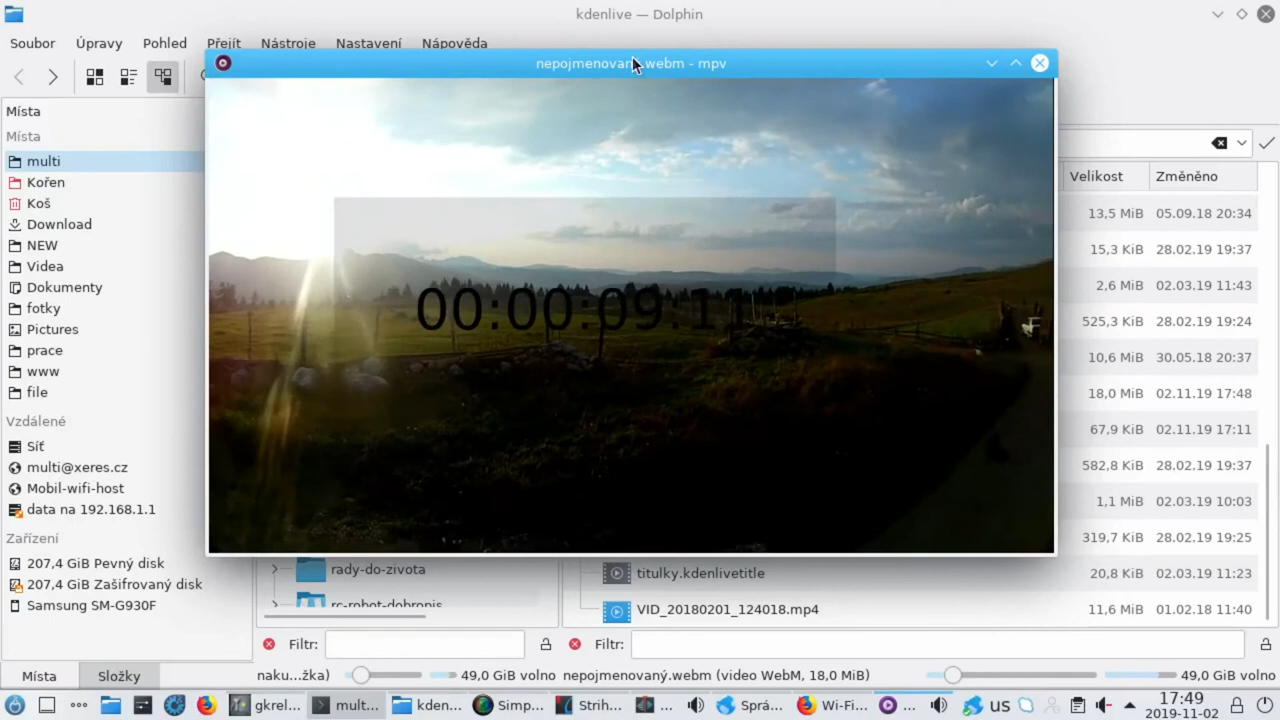 kdenlive — Dolphin
Soubor Úpravy Pohled Přejít Nástroje Nastavení Nápověda
nepojmenovaný.webm - mpv
Místa
Místa
multi
Kořen
Koš
Download
NEW
Videa
Dokumenty
fotky
Pictures
prace
www
file
Vzdálené
Síť
multi@xeres.cz
Mobil-wifi-host
data na 192.168.1.1
Zařízení
207,4 GiB Pevný disk
207,4 GiB Zašifrovaný disk
Samsung SM-G930F
Místa Složky
00:00:09:11
Velikost Změněno
13,5 MiB 05.09.18 20:34
15,3 KiB 28.02.19 19:37
2,6 MiB 02.03.19 11:43
525,3 KiB 28.02.19 19:24
10,6 MiB 30.05.18 20:37
18,0 MiB 02.11.19 17:48
67,9 KiB 02.11.19 17:11
582,8 KiB 28.02.19 19:37
1,1 MiB 02.03.19 10:03
319,7 KiB 28.02.19 19:25
rady-do-zivota
rc-robot-dobropis
titulky.kdenlivetitle 20,8 KiB 02.03.19 11:23
VID_20180201_124018.mp4 11,6 MiB 01.02.18 11:40
Filtr: Filtr:
naku...žka) 49,0 GiB volno nepojmenovaný.webm (video WebM, 18,0 MiB) 49,0 GiB volno
gkrel... mult... kden... Simp... Strih... ... Sprá... Wi-Fi... ... us 17:49
2019-11-02